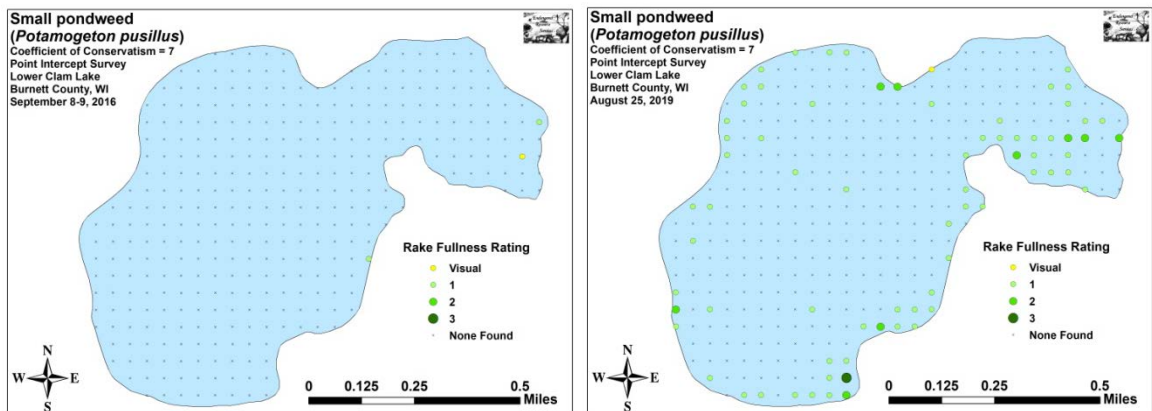 Small pondweed
(Potamogeton pusillus)
Coefficient of Conservatism = 7
Point Intercept Survey
Lower Clam Lake
Burnett County, WI
September 8-9, 2016
Rake Fullness Rating
Visual
1
2
3
None Found
N
W E
S
0 0.125 0.25 0.5
Miles
Small pondweed
(Potamogeton pusillus)
Coefficient of Conservatism = 7
Point Intercept Survey
Lower Clam Lake
Burnett County, WI
August 25, 2019
Rake Fullness Rating
Visual
1
2
3
None Found
N
W E
S
0 0.125 0.25 0.5
Miles